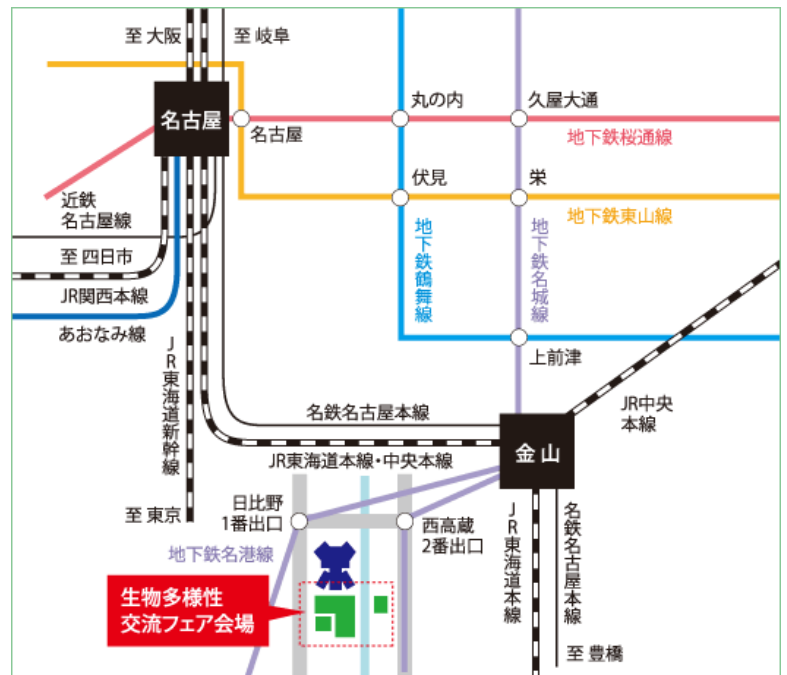 至 大阪
至 岐阜
名古屋
名古屋
丸の内
久屋大通
地下鉄桜通線
伏見
栄
地下鉄東山線
近鉄
名古屋線
至 四日市
JR関西本線
あおなみ線
地下鉄鶴舞線
地下鉄名城線
上前津
JR東海道新幹線
JR中央
本線
名鉄名古屋本線
金山
JR東海道本線・中央本線
至 東京
日比野
1番出口
西高蔵
2番出口
地下鉄名港線
JR東海道本線
名鉄名古屋本線
生物多様性
交流フェア会場
至 豊橋